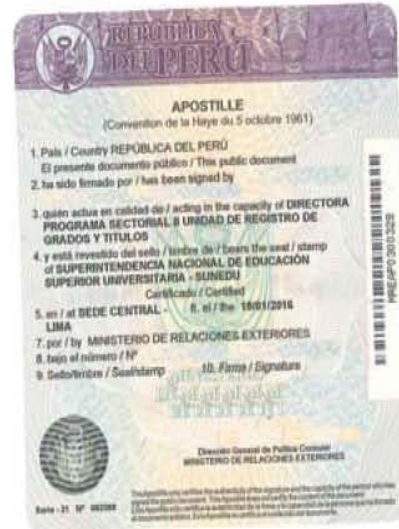 REPÚBLICA
DEL PERÚ
APOSTILLE
(Convention de la Haye du 5 octobre 1961)
1. País / Country REPÚBLICA DEL PERÚ
El presente documento público / This public document
2. ha sido firmado por / has been signed by
3. quién actua en calidad de / acting in the capacity of DIRECTORA
PROGRAMA SECTORIAL II UNIDAD DE REGISTRO DE
GRADOS Y TITULOS
4. y está revestido del sello / timbre de / bears the seal / stamp
of SUPERINTENDENCIA NACIONAL DE EDUCACIÓN
SUPERIOR UNIVERSITARIA - SUNEDU
Certificado / Certified
5. en / at SEDE CENTRAL - 6. el / the 18/01/2016
LIMA
7. por / by MINISTERIO DE RELACIONES EXTERIORES
8. bajo el número / Nº
9. Sello/timbre / Seal/stamp 10. Firma / Signature
Dirección General de Política Consular
MINISTERIO DE RELACIONES EXTERIORES
Serie - 21 Nº